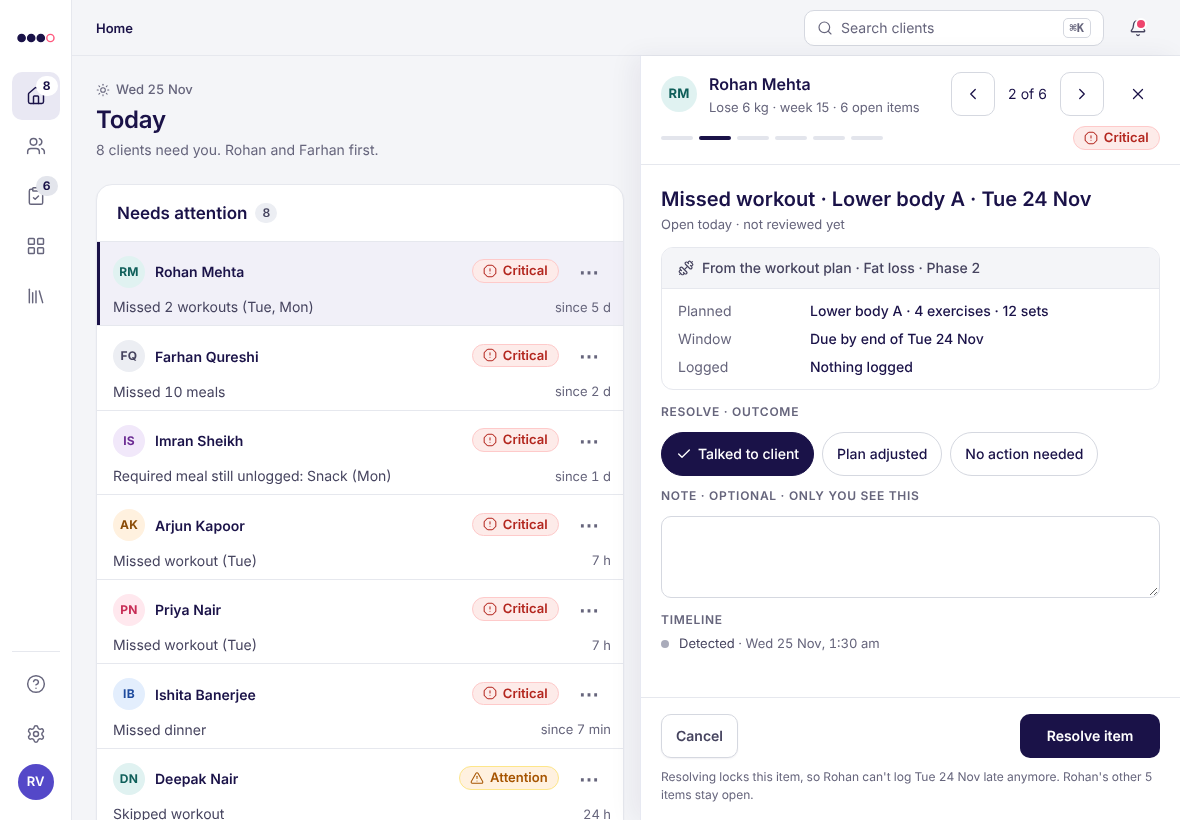 Home
Search clients
⌘K
8
6
RV
Wed 25 Nov
Today
8 clients need you. Rohan and Farhan first.
Needs attention 8
RM Rohan Mehta Critical
Missed 2 workouts (Tue, Mon) since 5 d
FQ Farhan Qureshi Critical
Missed 10 meals since 2 d
IS Imran Sheikh Critical
Required meal still unlogged: Snack (Mon) since 1 d
AK Arjun Kapoor Critical
Missed workout (Tue) 7 h
PN Priya Nair Critical
Missed workout (Tue) 7 h
IB Ishita Banerjee Critical
Missed dinner since 7 min
DN Deepak Nair Attention
Skipped workout 24 h
RM Rohan Mehta
Lose 6 kg · week 15 · 6 open items
2 of 6
Critical
Missed workout · Lower body A · Tue 24 Nov
Open today · not reviewed yet
From the workout plan · Fat loss · Phase 2
Planned Lower body A · 4 exercises · 12 sets
Window Due by end of Tue 24 Nov
Logged Nothing logged
RESOLVE · OUTCOME
Talked to client Plan adjusted No action needed
NOTE · OPTIONAL · ONLY YOU SEE THIS
TIMELINE
Detected · Wed 25 Nov, 1:30 am
Cancel Resolve item
Resolving locks this item, so Rohan can't log Tue 24 Nov late anymore. Rohan's other 5
items stay open.